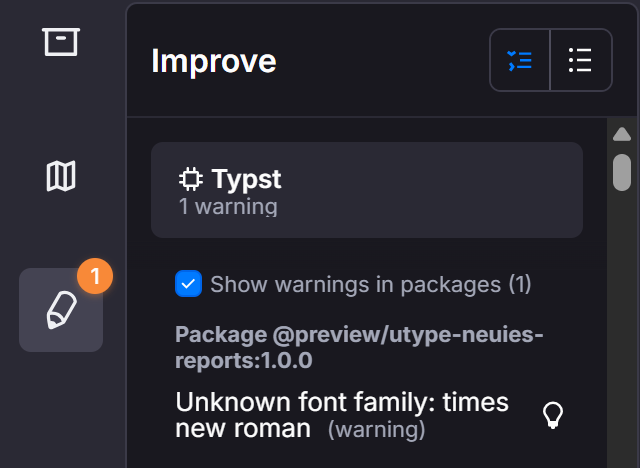 Improve
Typst
1 warning
1
Show warnings in packages (1)
Package @preview/utype-neuies-
reports:1.0.0
Unknown font family: times
new roman (warning)